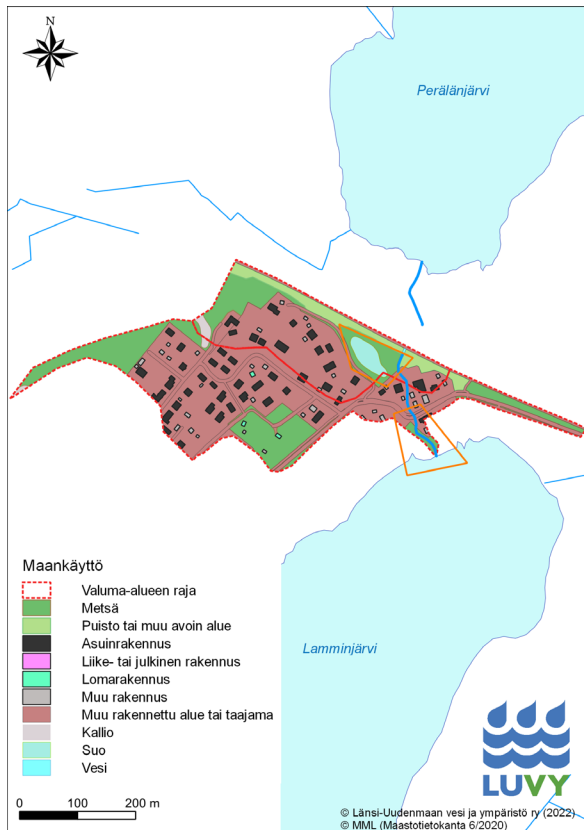 N
Perälänjärvi
Maankäyttö
Valuma-alueen raja
Metsä
Puisto tai muu avoin alue
Asuinrakennus
Liike- tai julkinen rakennus
Lomarakennus
Muu rakennus
Muu rakennettu alue tai taajama
Kallio
Suo
Vesi
Lamminjärvi
0 100 200 m
LUVY
© Länsi-Uudenmaan vesi ja ympäristö ry (2022)
© MML (Maastotietokanta 6/2020)